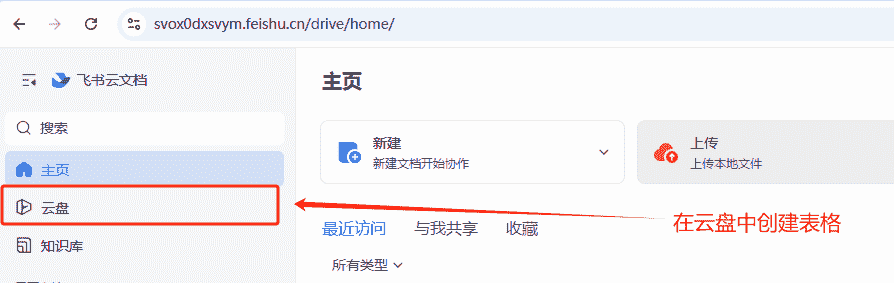 svox0dxsvym.feishu.cn/drive/home/
飞书云文档
搜索
主页
云盘
知识库
主页
新建
新建文档开始协作
上传
上传本地文件
最近访问 与我共享 收藏
所有类型
在云盘中创建表格